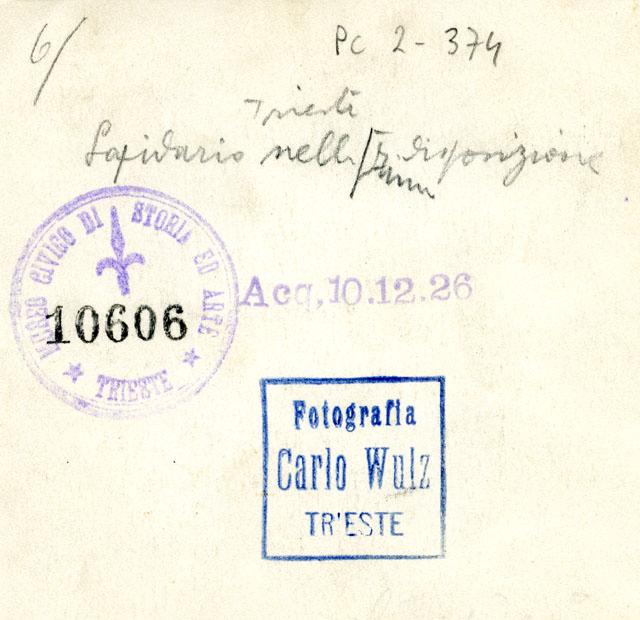 6/
Pc 2-374
Trieste
Lapidario nella disposizione
MUSEO CIVICO DI STORIA ED ARTE
★ TRIESTE ★
10606
Acq. 10.12.26
Fotografia
Carlo Wulz
TRIESTE